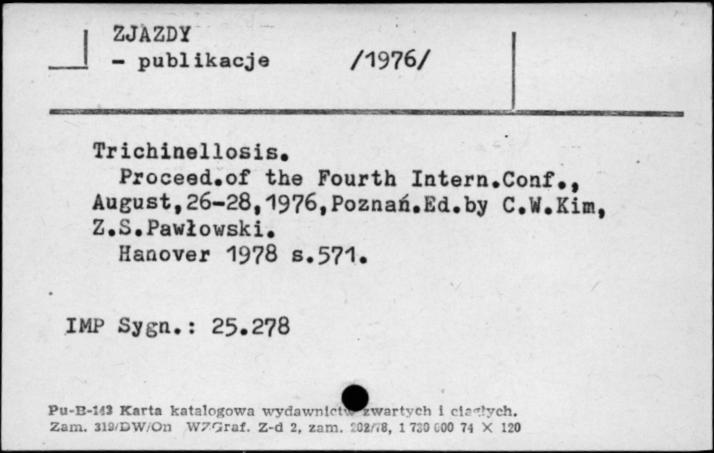 ZJAZDY
- publikacje /1976/
Trichinellosis.
Proceed.of the Fourth Intern.Conf.,
August,26-28,1976,Poznań.Ed.by C.W.Kim,
Z.S.Pawłowski.
Hanover 1978 s.571.
IMP Sygn.: 25.278
Pu-B-143 Karta katalogowa wydawnictw zwartych i ciągłych.
Zam. 319/DW/On WZGraf. Z-d 2, zam. 202/78, 1 730 000 74 X 120